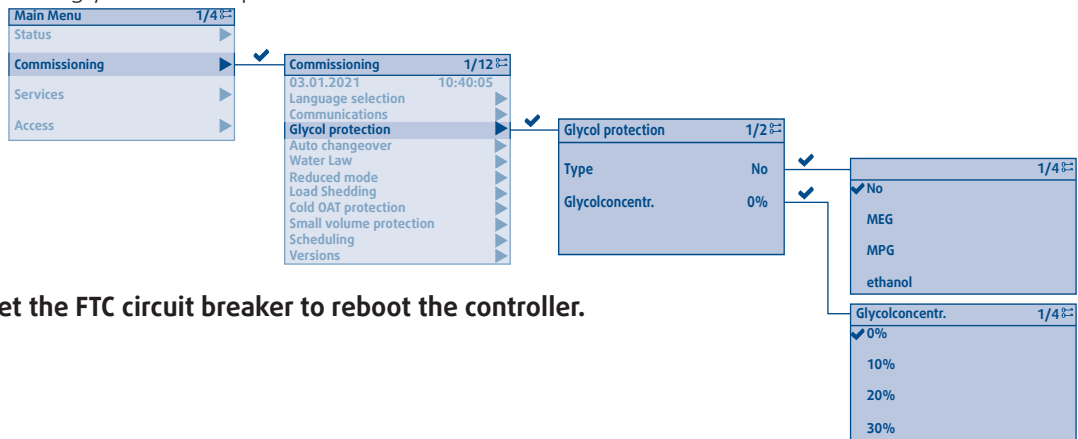 Main Menu 1/4
Status
Commissioning
Services
Access
Commissioning 1/12
03.01.2021 10:40:05
Language selection
Communications
Glycol protection
Auto changeover
Water Law
Reduced mode
Load Shedding
Cold OAT protection
Small volume protection
Scheduling
Versions
Glycol protection 1/2
Type No
Glycolconcentr. 0%
1/4
No
MEG
MPG
ethanol
Glycolconcentr. 1/4
0%
10%
20%
30%
et the FTC circuit breaker to reboot the controller.